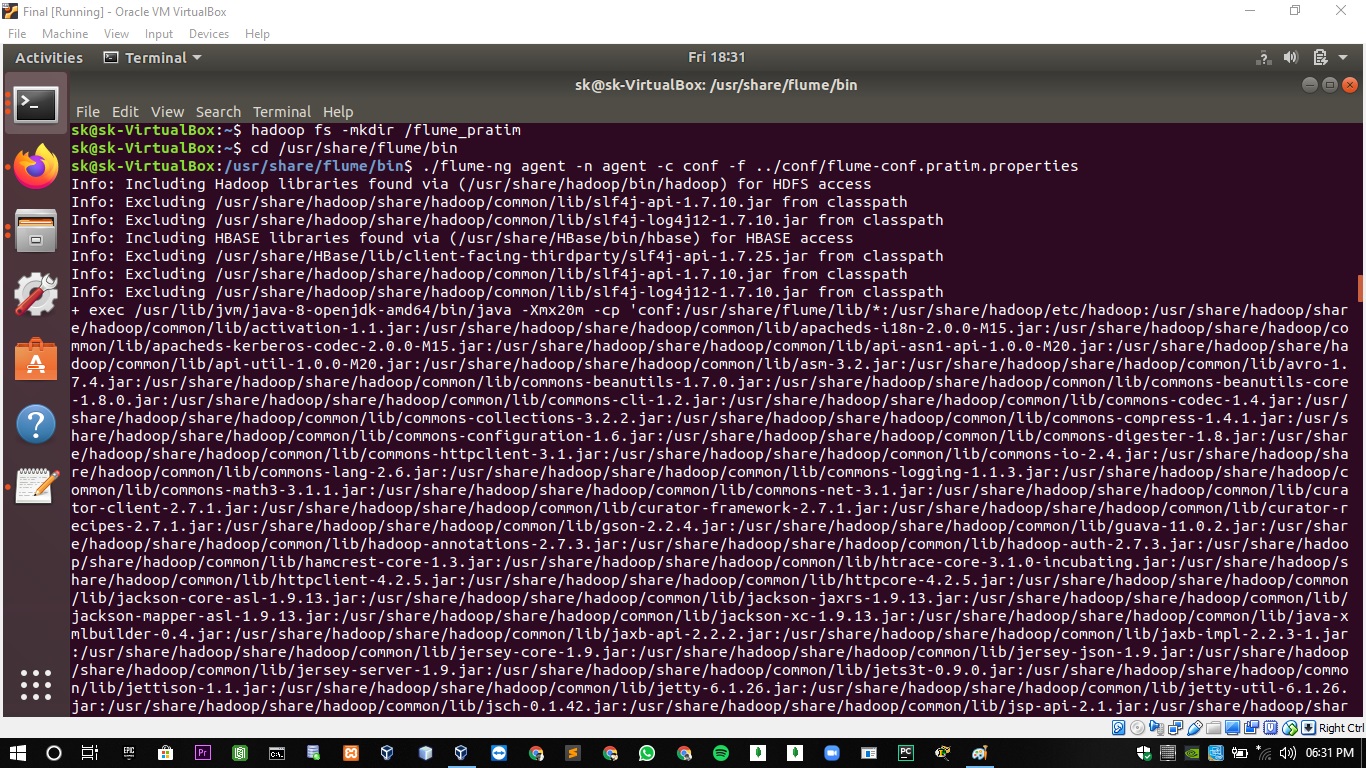 Final [Running] - Oracle VM VirtualBox
File Machine View Input Devices Help
Activities Terminal Fri 18:31
sk@sk-VirtualBox: /usr/share/flume/bin
File Edit View Search Terminal Help
sk@sk-VirtualBox:~$ hadoop fs -mkdir /flume_pratim
sk@sk-VirtualBox:~$ cd /usr/share/flume/bin
sk@sk-VirtualBox:/usr/share/flume/bin$ ./flume-ng agent -n agent -c conf -f ../conf/flume-conf.pratim.properties
Info: Including Hadoop libraries found via (/usr/share/hadoop/bin/hadoop) for HDFS access
Info: Excluding /usr/share/hadoop/share/hadoop/common/lib/slf4j-api-1.7.10.jar from classpath
Info: Excluding /usr/share/hadoop/share/hadoop/common/lib/slf4j-log4j12-1.7.10.jar from classpath
Info: Including HBASE libraries found via (/usr/share/HBase/bin/hbase) for HBASE access
Info: Excluding /usr/share/HBase/lib/client-facing-thirdparty/slf4j-api-1.7.25.jar from classpath
Info: Excluding /usr/share/hadoop/share/hadoop/common/lib/slf4j-api-1.7.10.jar from classpath
Info: Excluding /usr/share/hadoop/share/hadoop/common/lib/slf4j-log4j12-1.7.10.jar from classpath
+ exec /usr/lib/jvm/java-8-openjdk-amd64/bin/java -Xmx20m -cp 'conf:/usr/share/flume/lib/*:/usr/share/hadoop/etc/hadoop:/usr/share/hadoop/shar
e/hadoop/common/lib/activation-1.1.jar:/usr/share/hadoop/share/hadoop/common/lib/apacheds-i18n-2.0.0-M15.jar:/usr/share/hadoop/share/hadoop/co
mmon/lib/apacheds-kerberos-codec-2.0.0-M15.jar:/usr/share/hadoop/share/hadoop/common/lib/api-asn1-api-1.0.0-M20.jar:/usr/share/hadoop/share/ha
doop/common/lib/api-util-1.0.0-M20.jar:/usr/share/hadoop/share/hadoop/common/lib/asm-3.2.jar:/usr/share/hadoop/share/hadoop/common/lib/avro-1.
7.4.jar:/usr/share/hadoop/share/hadoop/common/lib/commons-beanutils-1.7.0.jar:/usr/share/hadoop/share/hadoop/common/lib/commons-beanutils-core
-1.8.0.jar:/usr/share/hadoop/share/hadoop/common/lib/commons-cli-1.2.jar:/usr/share/hadoop/share/hadoop/common/lib/commons-codec-1.4.jar:/usr/
share/hadoop/share/hadoop/common/lib/commons-collections-3.2.2.jar:/usr/share/hadoop/share/hadoop/common/lib/commons-compress-1.4.1.jar:/usr/s
hare/hadoop/share/hadoop/common/lib/commons-configuration-1.6.jar:/usr/share/hadoop/share/hadoop/common/lib/commons-digester-1.8.jar:/usr/shar
e/hadoop/share/hadoop/common/lib/commons-httpclient-3.1.jar:/usr/share/hadoop/share/hadoop/common/lib/commons-io-2.4.jar:/usr/share/hadoop/sha
re/hadoop/common/lib/commons-lang-2.6.jar:/usr/share/hadoop/share/hadoop/common/lib/commons-logging-1.1.3.jar:/usr/share/hadoop/share/hadoop/c
ommon/lib/commons-math3-3.1.1.jar:/usr/share/hadoop/share/hadoop/common/lib/commons-net-3.1.jar:/usr/share/hadoop/share/hadoop/common/lib/cura
tor-client-2.7.1.jar:/usr/share/hadoop/share/hadoop/common/lib/curator-framework-2.7.1.jar:/usr/share/hadoop/share/hadoop/common/lib/curator-r
ecipes-2.7.1.jar:/usr/share/hadoop/share/hadoop/common/lib/gson-2.2.4.jar:/usr/share/hadoop/share/hadoop/common/lib/guava-11.0.2.jar:/usr/shar
e/hadoop/share/hadoop/common/lib/hadoop-annotations-2.7.3.jar:/usr/share/hadoop/share/hadoop/common/lib/hadoop-auth-2.7.3.jar:/usr/share/hadoo
p/share/hadoop/common/lib/hamcrest-core-1.3.jar:/usr/share/hadoop/share/hadoop/common/lib/htrace-core-3.1.0-incubating.jar:/usr/share/hadoop/s
hare/hadoop/common/lib/httpclient-4.2.5.jar:/usr/share/hadoop/share/hadoop/common/lib/httpcore-4.2.5.jar:/usr/share/hadoop/share/hadoop/common
/lib/jackson-core-asl-1.9.13.jar:/usr/share/hadoop/share/hadoop/common/lib/jackson-jaxrs-1.9.13.jar:/usr/share/hadoop/share/hadoop/common/lib/
jackson-mapper-asl-1.9.13.jar:/usr/share/hadoop/share/hadoop/common/lib/jackson-xc-1.9.13.jar:/usr/share/hadoop/share/hadoop/common/lib/java-x
mlbuilder-0.4.jar:/usr/share/hadoop/share/hadoop/common/lib/jaxb-api-2.2.2.jar:/usr/share/hadoop/share/hadoop/common/lib/jaxb-impl-2.2.3-1.jar
:/usr/share/hadoop/share/hadoop/common/lib/jersey-core-1.9.jar:/usr/share/hadoop/share/hadoop/common/lib/jersey-json-1.9.jar:/usr/share/hadoop
/share/hadoop/common/lib/jersey-server-1.9.jar:/usr/share/hadoop/share/hadoop/common/lib/jets3t-0.9.0.jar:/usr/share/hadoop/share/hadoop/commo
n/lib/jettison-1.1.jar:/usr/share/hadoop/share/hadoop/common/lib/jetty-6.1.26.jar:/usr/share/hadoop/share/hadoop/common/lib/jetty-util-6.1.26.
jar:/usr/share/hadoop/share/hadoop/common/lib/jsch-0.1.42.jar:/usr/share/hadoop/share/hadoop/common/lib/jsp-api-2.1.jar:/usr/share/hadoop/shar
Right Ctrl
EPIC Pr PC 06:31 PM